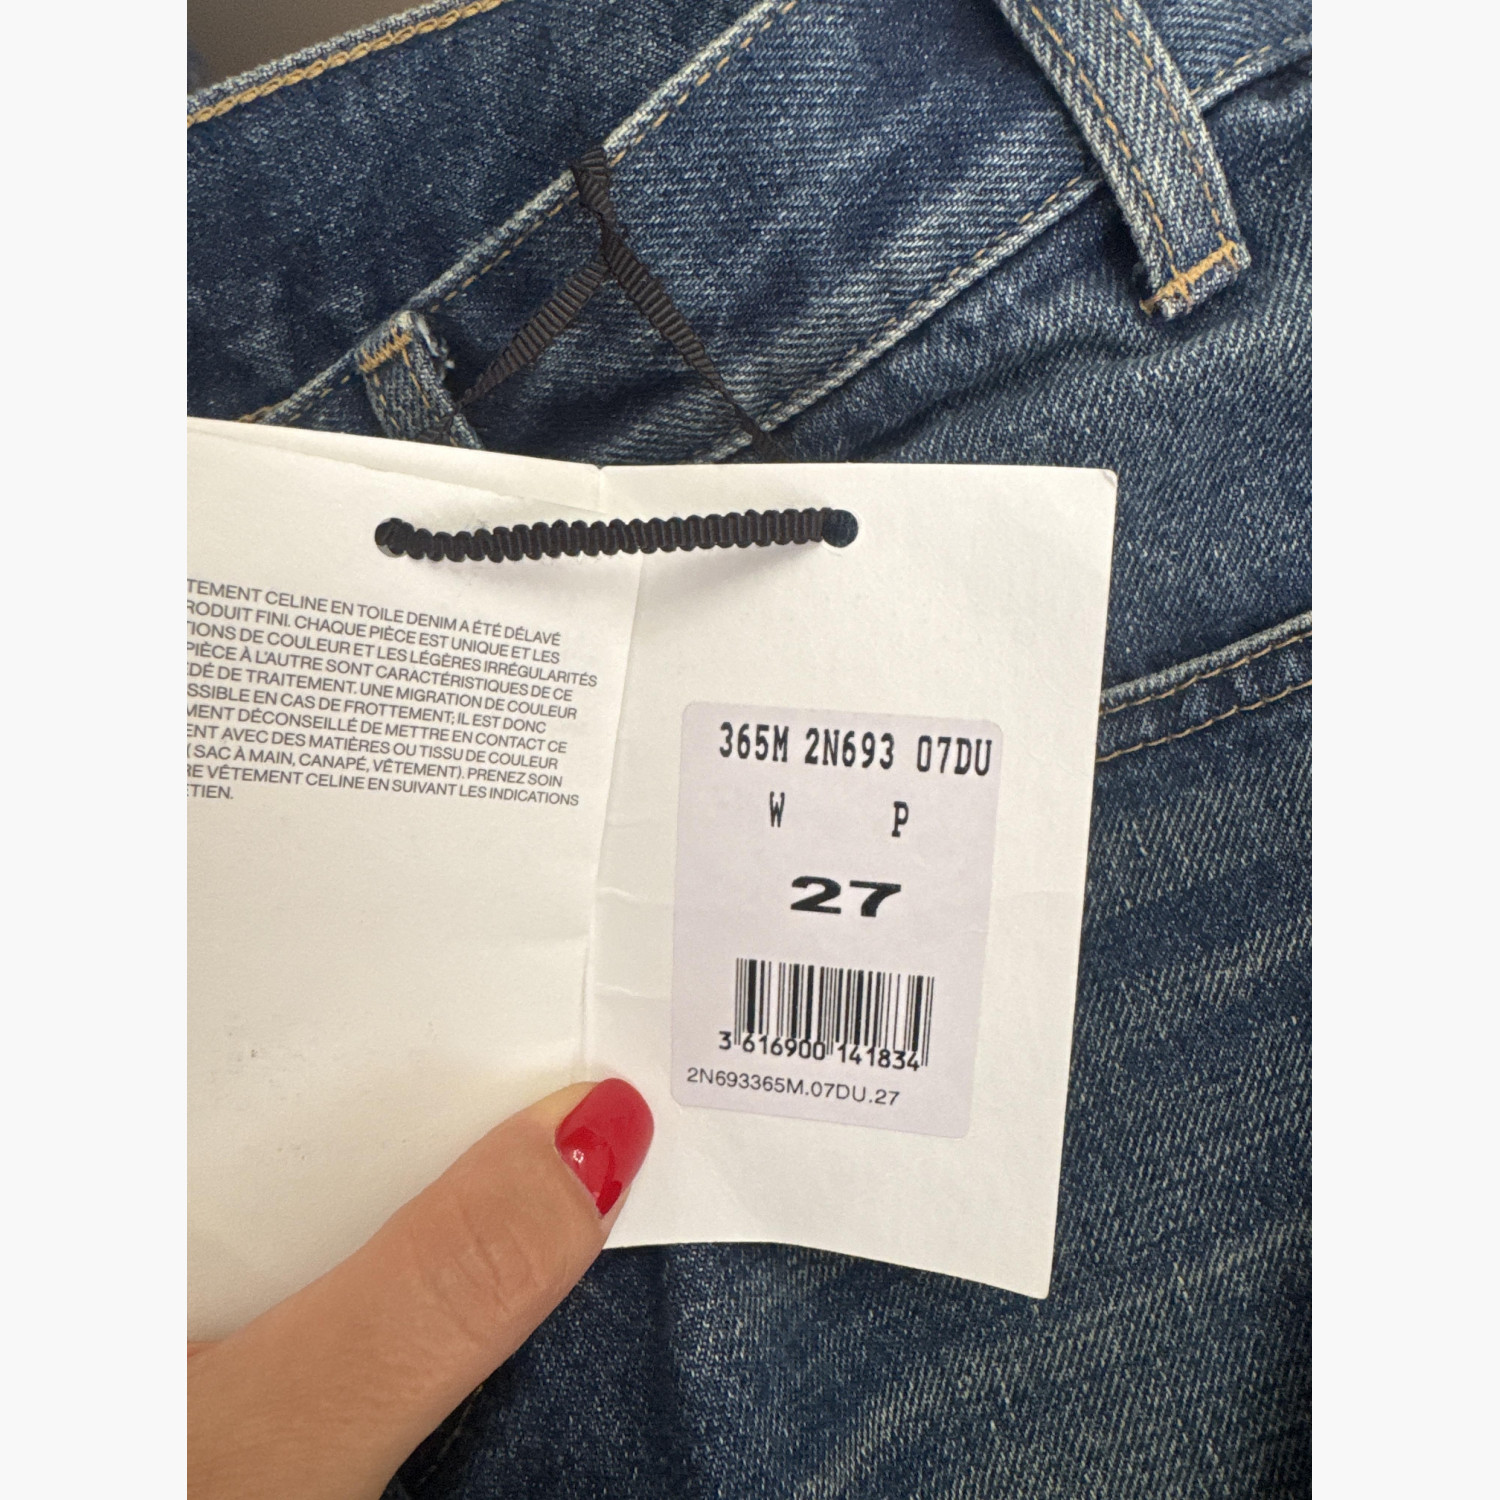 TEMENT CELINE EN TOILE DENIM A ÉTÉ DÉLAVÉ
RODUIT FINI. CHAQUE PIÈCE EST UNIQUE ET LES
TIONS DE COULEUR ET LES LÉGÈRES IRRÉGULARITÉS
PIÈCE À L'AUTRE SONT CARACTÉRISTIQUES DE CE
DÉ DE TRAITEMENT. UNE MIGRATION DE COULEUR
SSIBLE EN CAS DE FROTTEMENT; IL EST DONC
MENT DÉCONSEILLÉ DE METTRE EN CONTACT CE
ENT AVEC DES MATIÈRES OU TISSU DE COULEUR
(SAC À MAIN, CANAPÉ, VÊTEMENT). PRENEZ SOIN
RE VÊTEMENT CELINE EN SUIVANT LES INDICATIONS
TIEN.
365M 2N693 07DU
W P
27
3 616900 141834
2N693365M.07DU.27